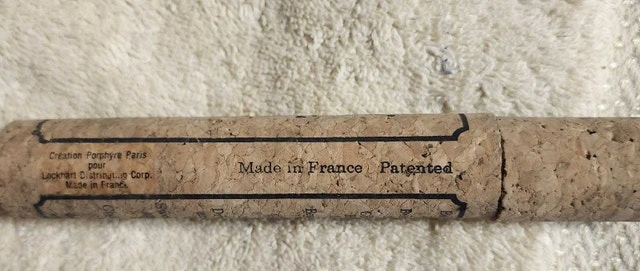 Création Porphyre Paris
pour
Lockhart Distribution Corp.
Made in France
Made in France Patented